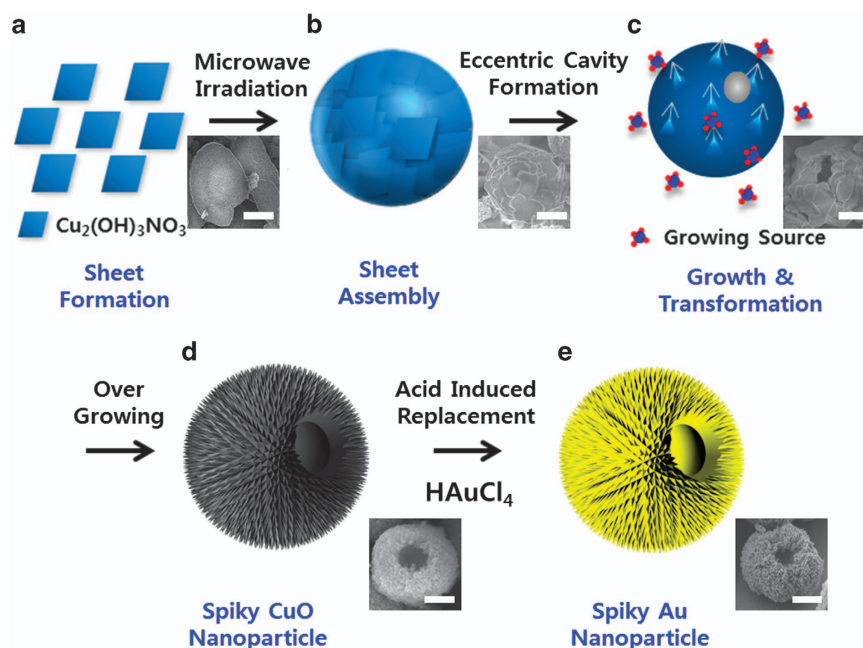 a
b
c
Microwave
Irradiation
Eccentric Cavity
Formation
Cu₂(OH)₃NO₃
Growing Source
Sheet
Formation
Sheet
Assembly
Growth &
Transformation
d
e
Over
Growing
Acid Induced
Replacement
HAuCl₄
Spiky CuO
Nanoparticle
Spiky Au
Nanoparticle